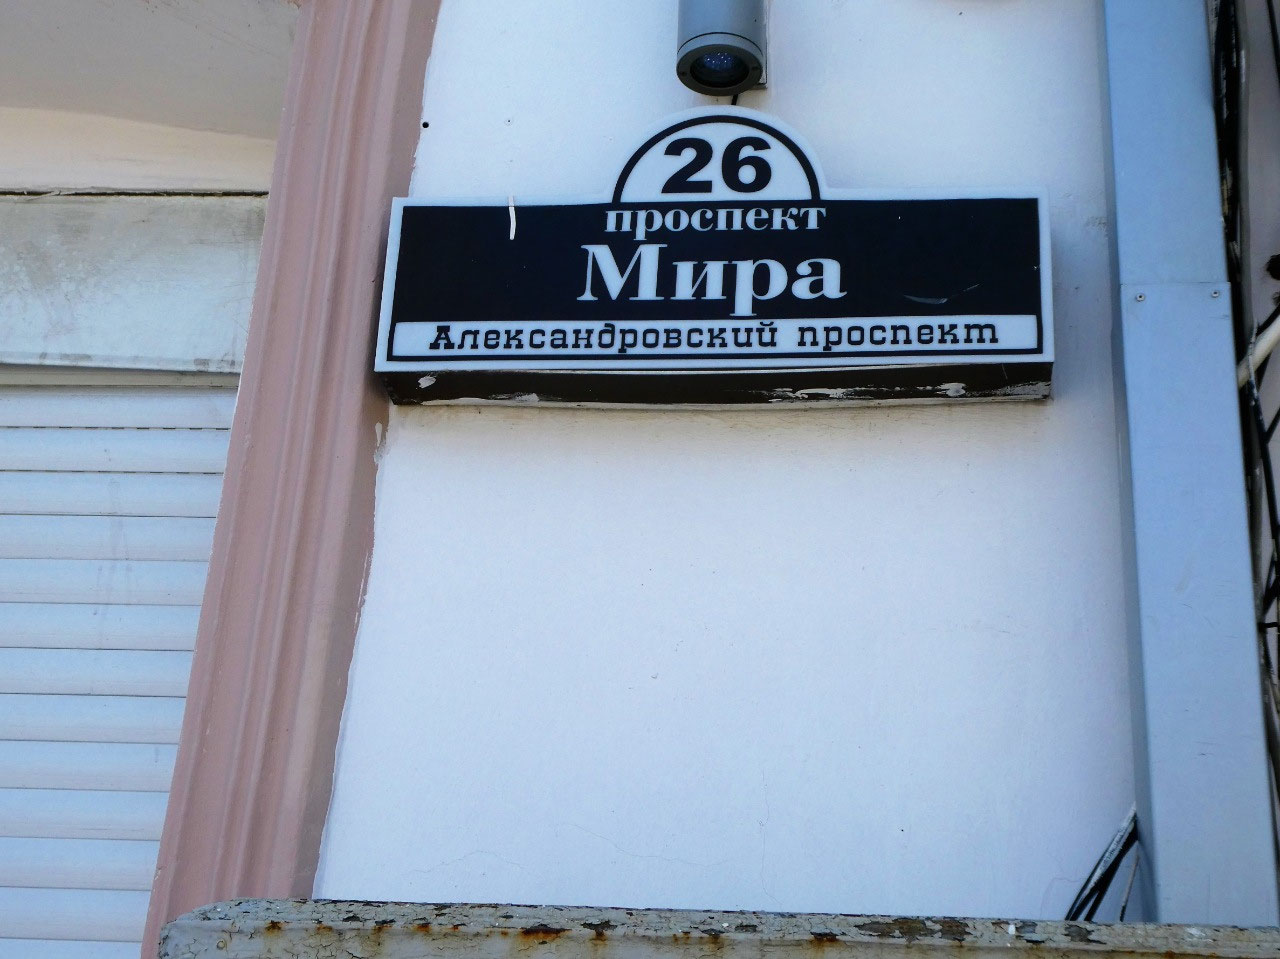 26
проспект
Мира
Александровский проспект